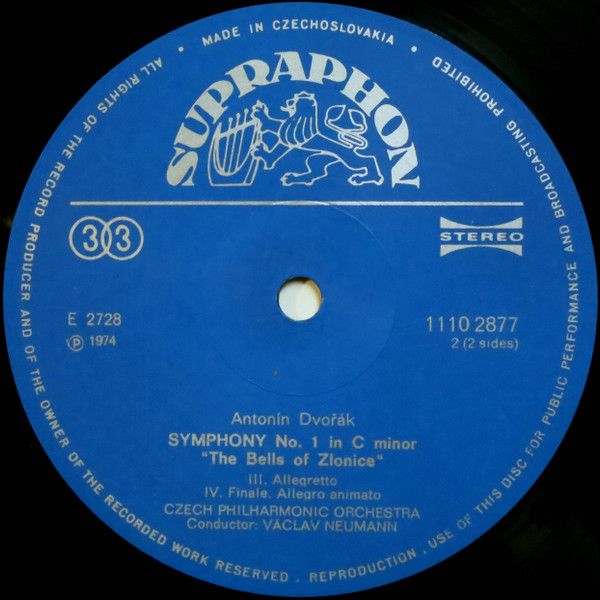 ALL RIGHTS OF THE RECORD PRODUCER AND OF THE OWNER OF THE RECORDED WORK RESERVED . REPRODUCTION . USE OF THIS DISC FOR PUBLIC PERFORMANCE AND BROADCASTING PROHIBITED
• MADE IN CZECHOSLOVAKIA •
SUPRAPHON
33
STEREO
E 2728
1110 2877
℗ 1974
2 (2 sides)
Antonín Dvořák
SYMPHONY No. 1 in C minor
"The Bells of Zlonice"
III. Allegretto
IV. Finale. Allegro animato
CZECH PHILHARMONIC ORCHESTRA
Conductor: VÁCLAV NEUMANN